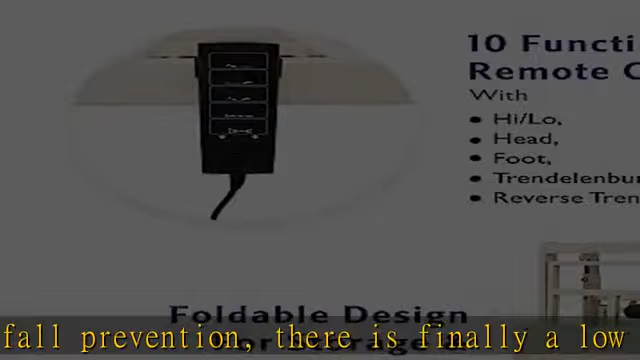 10 Functi
Remote C
With
Hi/Lo,
Head,
Foot,
Trendelenbu
Reverse Tren
Foldable Design
fall prevention, there is finally a low